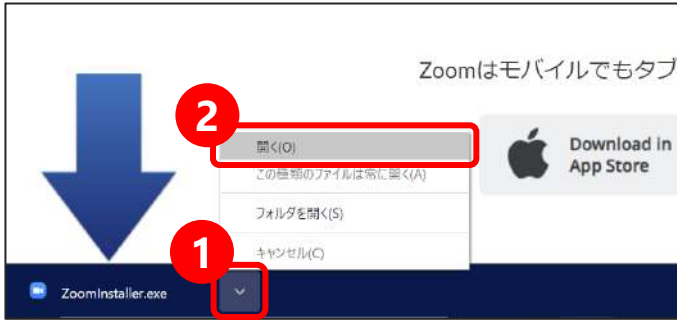 Zoomはモバイルでもタブ
2
開く(O)
この種類のファイルは常に開く(A)
Download in
App Store
フォルダを開く(S)
1
キャンセル(C)
ZoomInstaller.exe